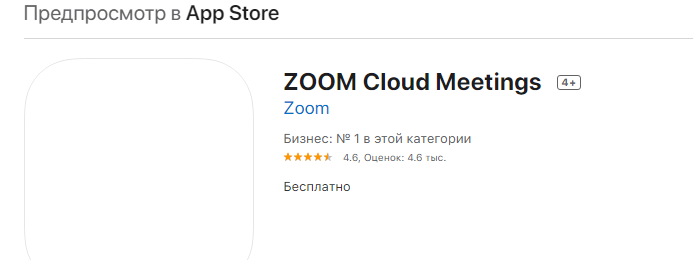 Предпросмотр в App Store
ZOOM Cloud Meetings 4+
Zoom
Бизнес: № 1 в этой категории
4.6, Оценок: 4.6 тыс.
Бесплатно